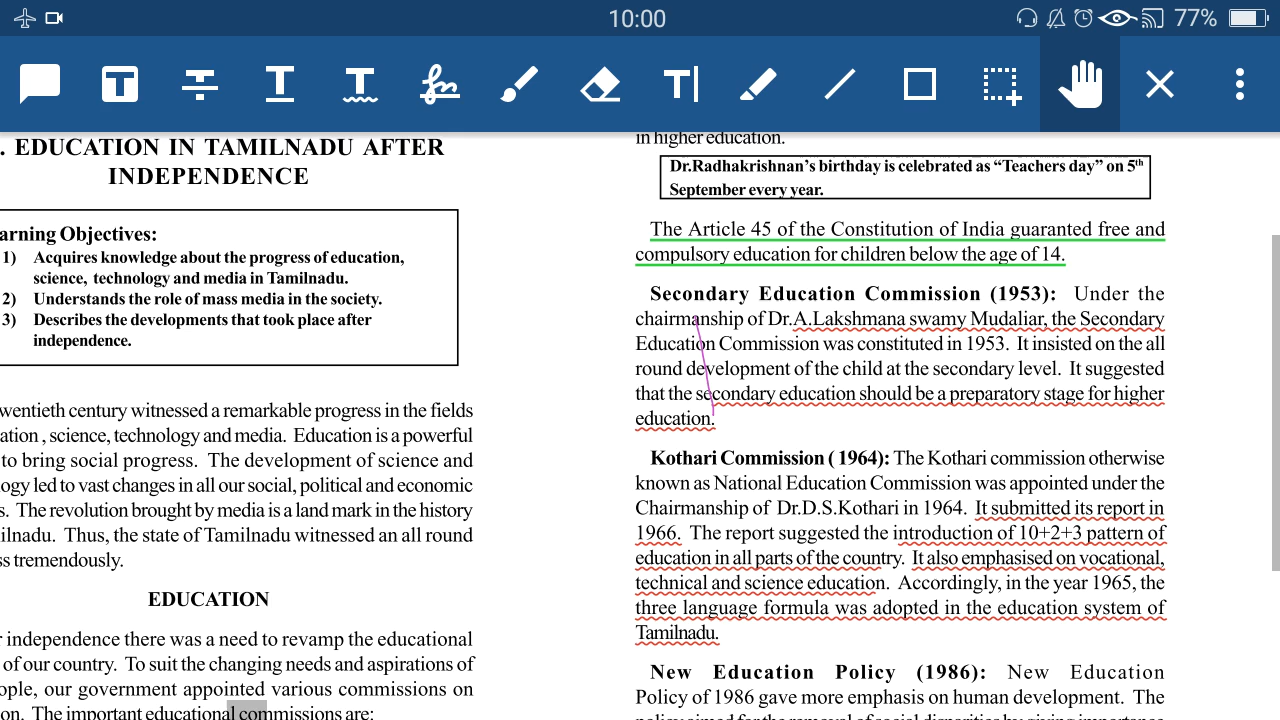 10:00
77%
. EDUCATION IN TAMILNADU AFTER
INDEPENDENCE
arning Objectives:
1) Acquires knowledge about the progress of education,
science, technology and media in Tamilnadu.
2) Understands the role of mass media in the society.
3) Describes the developments that took place after
independence.
wentieth century witnessed a remarkable progress in the fields
ation , science, technology and media. Education is a powerful
to bring social progress. The development of science and
logy led to vast changes in all our social, political and economic
s. The revolution brought by media is a land mark in the history
ilnadu. Thus, the state of Tamilnadu witnessed an all round
ss tremendously.
EDUCATION
r independence there was a need to revamp the educational
of our country. To suit the changing needs and aspirations of
ople, our government appointed various commissions on
on. The important educational commissions are:
in higher education.
Dr.Radhakrishnan’s birthday is celebrated as “Teachers day” on 5th
September every year.
The Article 45 of the Constitution of India guaranted free and
compulsory education for children below the age of 14.
Secondary Education Commission (1953): Under the
chairmanship of Dr.A.Lakshmana swamy Mudaliar, the Secondary
Education Commission was constituted in 1953. It insisted on the all
round development of the child at the secondary level. It suggested
that the secondary education should be a preparatory stage for higher
education.
Kothari Commission ( 1964): The Kothari commission otherwise
known as National Education Commission was appointed under the
Chairmanship of Dr.D.S.Kothari in 1964. It submitted its report in
1966. The report suggested the introduction of 10+2+3 pattern of
education in all parts of the country. It also emphasised on vocational,
technical and science education. Accordingly, in the year 1965, the
three language formula was adopted in the education system of
Tamilnadu.
New Education Policy (1986): New Education
Policy of 1986 gave more emphasis on human development. The
policy aimed for the removal of social disparities by giving importance